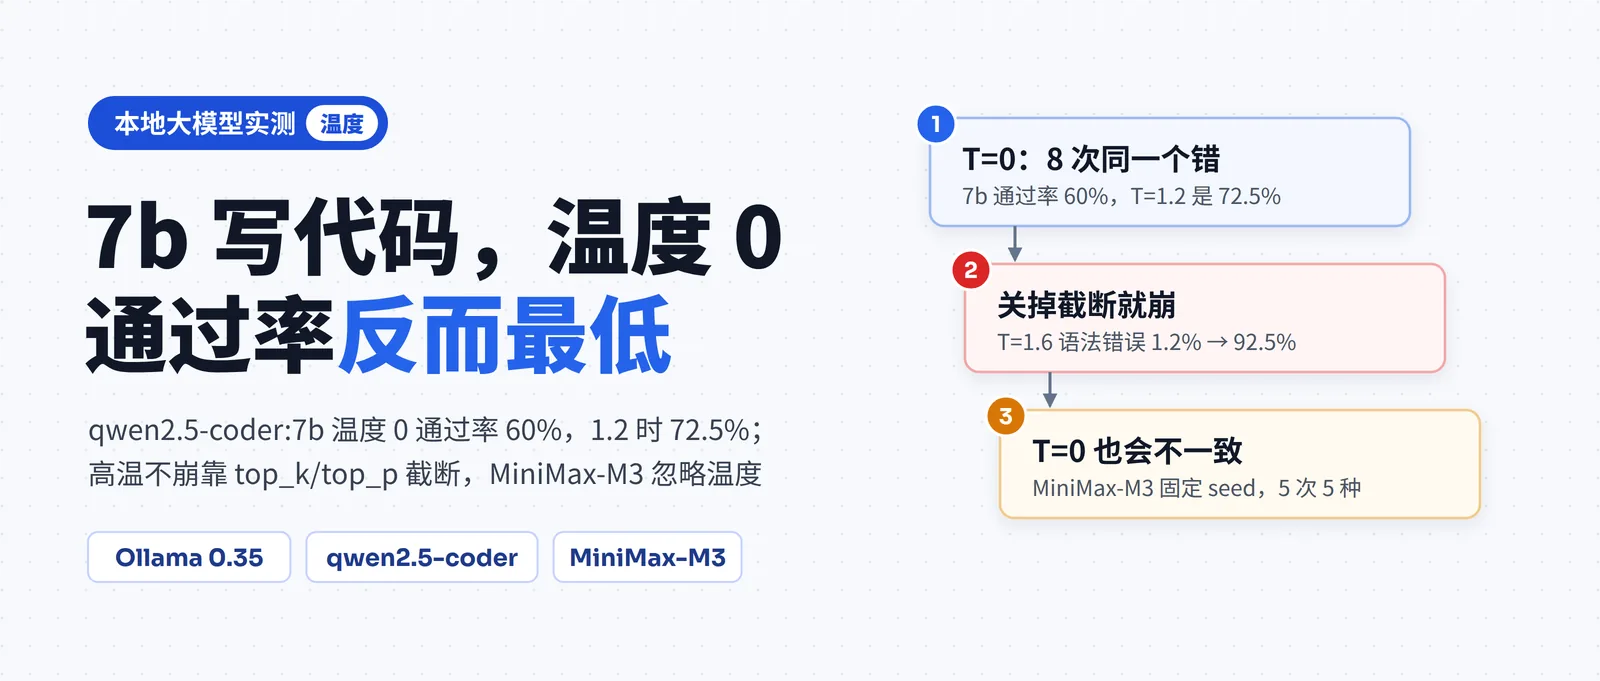 本地大模型实测 温度
7b 写代码，温度 0
通过率反而最低
qwen2.5-coder:7b 温度 0 通过率 60%，1.2 时 72.5%；
高温不崩靠 top_k/top_p 截断，MiniMax-M3 忽略温度
Ollama 0.35 qwen2.5-coder MiniMax-M3
1
T=0：8 次同一个错
7b 通过率 60%，T=1.2 是 72.5%
2
关掉截断就崩
T=1.6 语法错误 1.2% → 92.5%
3
T=0 也会不一致
MiniMax-M3 固定 seed，5 次 5 种